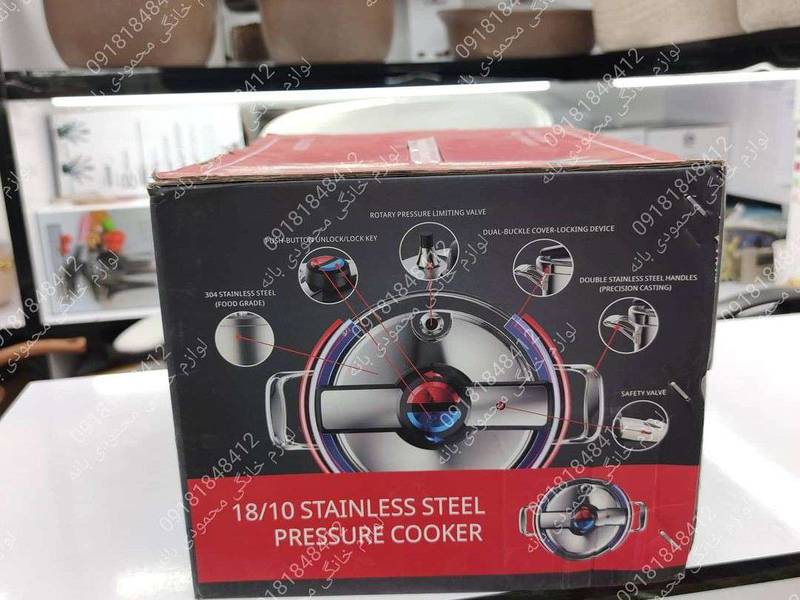 ROTARY PRESSURE LIMITING VALVE
PUSH-BUTTON UNLOCK/LOCK KEY
DUAL-BUCKLE COVER-LOCKING DEVICE
304 STAINLESS STEEL
(FOOD GRADE)
DOUBLE STAINLESS STEEL HANDLES
(PRECISION CASTING)
SAFETY VALVE
18/10 STAINLESS STEEL
PRESSURE COOKER
09181848412
لوازم خانگی محمودی بانه